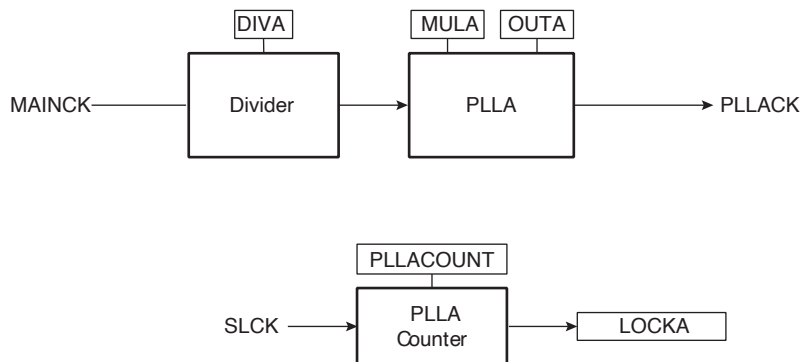 DIVA
MULA
OUTA
MAINCK
Divider
PLLA
PLLACK
PLLACOUNT
SLCK
PLLA
Counter
LOCKA